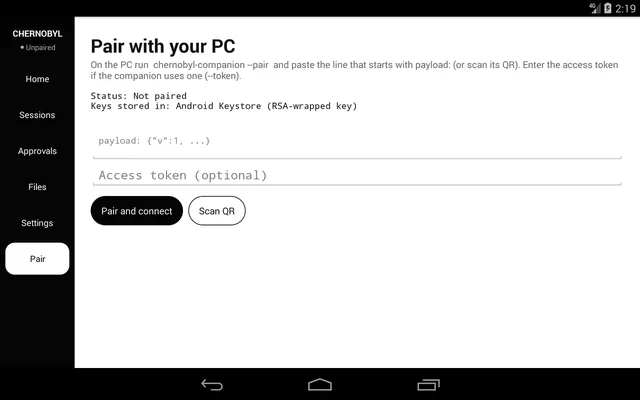 4G 2:19
CHERNOBYL
• Unpaired
Home
Sessions
Approvals
Files
Settings
Pair
Pair with your PC
On the PC run chernobyl-companion --pair and paste the line that starts with payload: (or scan its QR). Enter the access token
if the companion uses one (--token).
Status: Not paired
Keys stored in: Android Keystore (RSA-wrapped key)
payload: {"v":1, ...}
Access token (optional)
Pair and connect
Scan QR